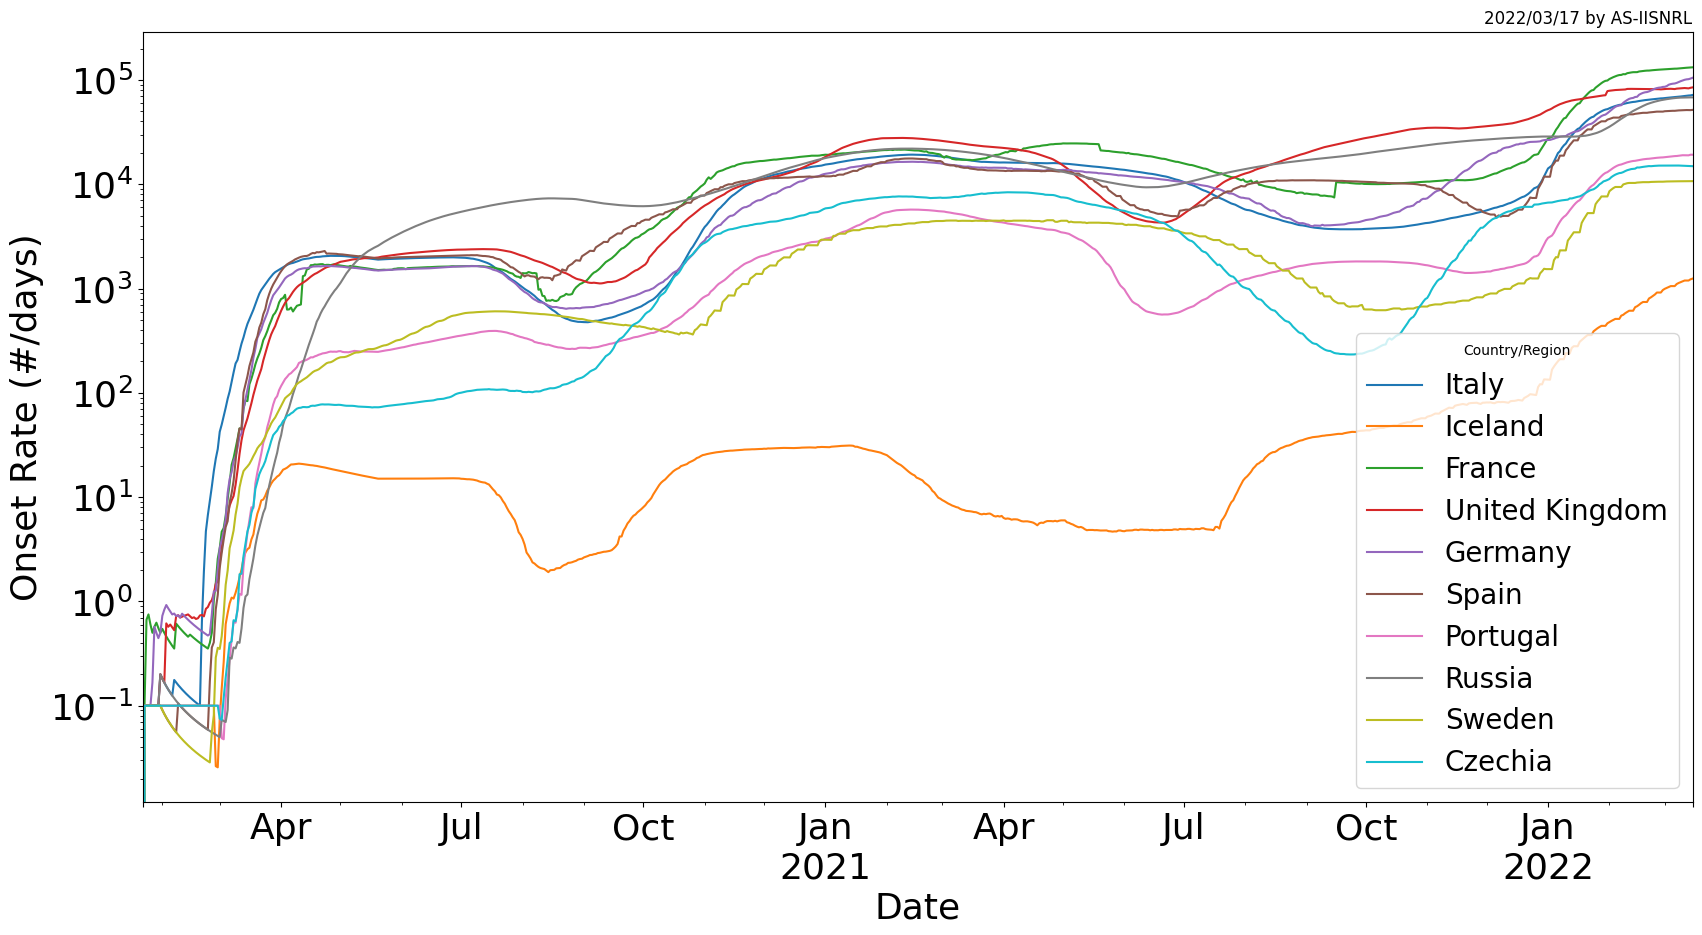 2022/03/17 by AS-IISNRL
Onset Rate (#/days)
10^5
10^4
10^3
10^2
10^1
10^0
10^−1
Country/Region
Italy
Iceland
France
United Kingdom
Germany
Spain
Portugal
Russia
Sweden
Czechia
Apr Jul Oct Jan Apr Jul Oct Jan
2021 2022
Date